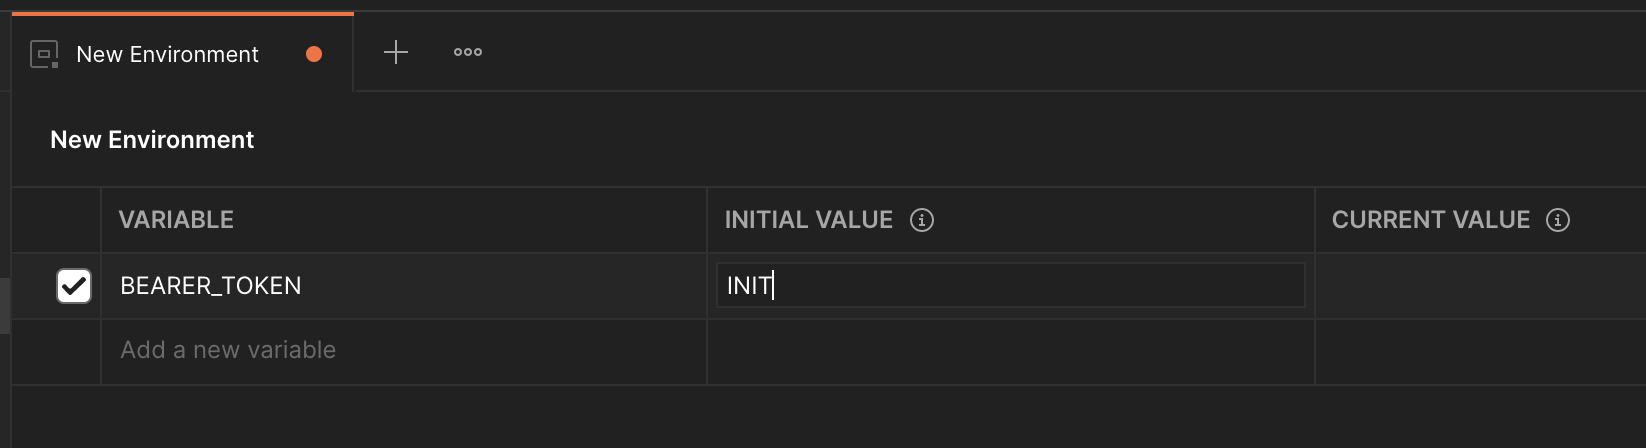 New Environment
New Environment
VARIABLE INITIAL VALUE CURRENT VALUE
BEARER_TOKEN INIT
Add a new variable